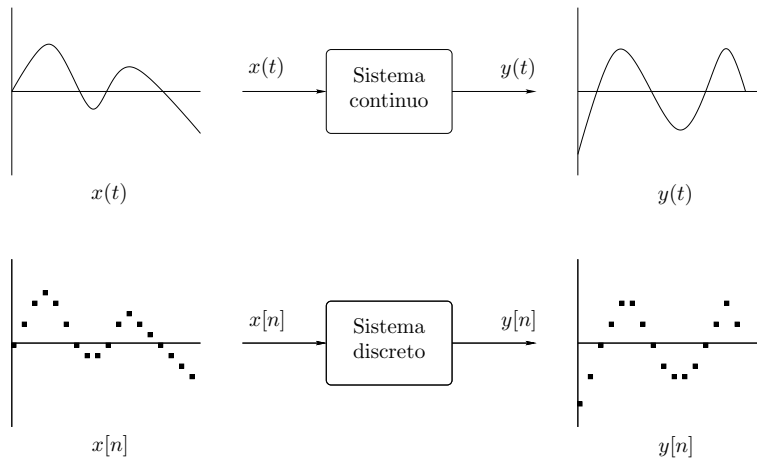 x(t)
Sistema
continuo
y(t)
x(t)
y(t)
x[n]
Sistema
discreto
y[n]
x[n]
y[n]